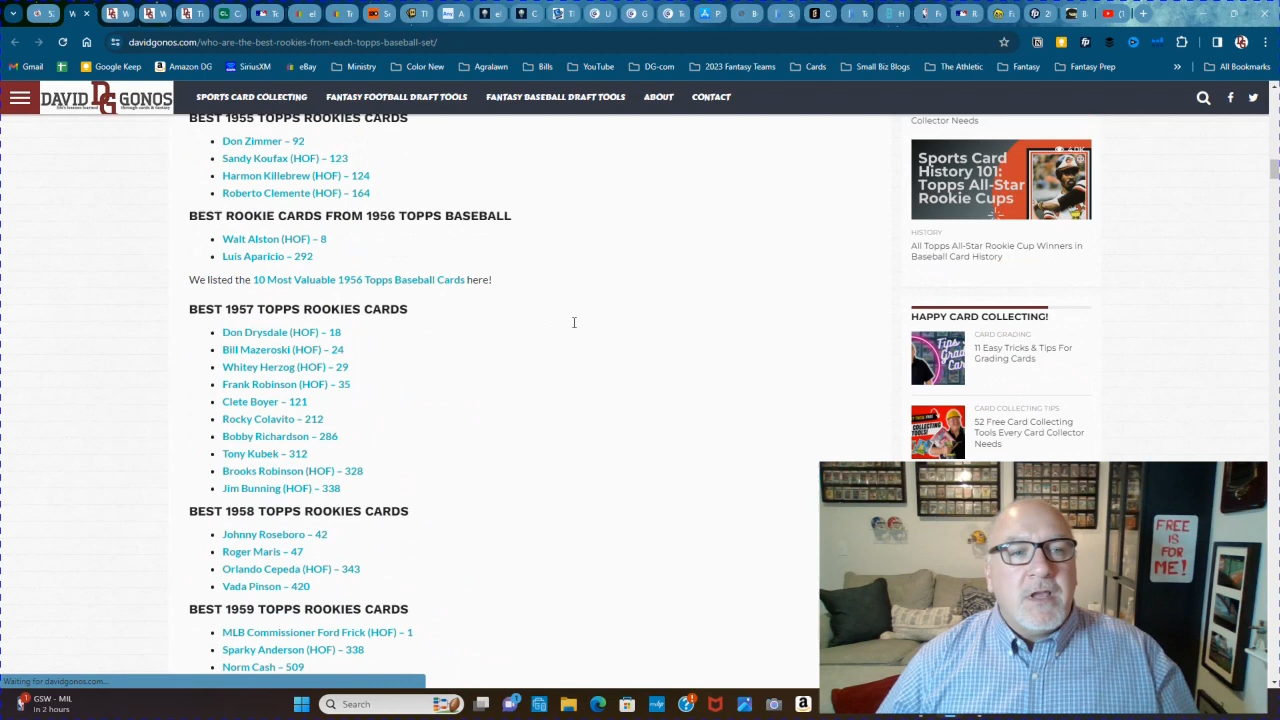 davidgonos.com/who-are-the-best-rookies-from-each-topps-baseball-set/
Gmail Google Keep Amazon DG SiriusXM eBay Ministry Color New Agralawn Bills YouTube DG-com 2023 Fantasy Teams Cards Small Biz Blogs The Athletic Fantasy Fantasy Prep » All Bookmarks
DAVID DG GONOS
SPORTS CARD COLLECTING FANTASY FOOTBALL DRAFT TOOLS FANTASY BASEBALL DRAFT TOOLS ABOUT CONTACT
BEST 1955 TOPPS ROOKIES CARDS
Don Zimmer – 92
Sandy Koufax (HOF) – 123
Harmon Killebrew (HOF) – 124
Roberto Clemente (HOF) – 164
BEST ROOKIE CARDS FROM 1956 TOPPS BASEBALL
Walt Alston (HOF) – 8
Luis Aparicio – 292
We listed the 10 Most Valuable 1956 Topps Baseball Cards here!
BEST 1957 TOPPS ROOKIES CARDS
Don Drysdale (HOF) – 18
Bill Mazeroski (HOF) – 24
Whitey Herzog (HOF) – 29
Frank Robinson (HOF) – 35
Clete Boyer – 121
Rocky Colavito – 212
Bobby Richardson – 286
Tony Kubek – 312
Brooks Robinson (HOF) – 328
Jim Bunning (HOF) – 338
BEST 1958 TOPPS ROOKIES CARDS
Johnny Roseboro – 42
Roger Maris – 47
Orlando Cepeda (HOF) – 343
Vada Pinson – 420
BEST 1959 TOPPS ROOKIES CARDS
MLB Commissioner Ford Frick (HOF) – 1
Sparky Anderson (HOF) – 338
Norm Cash – 509
Collector Needs
4.0K
Sports Card
History 101:
Topps All-Star
Rookie Cups
HISTORY
All Topps All-Star Rookie Cup Winners in
Baseball Card History
HAPPY CARD COLLECTING!
CARD GRADING
11 Easy Tricks & Tips For
Grading Cards
CARD COLLECTING TIPS
52 Free Card Collecting
Tools Every Card Collector
Needs
FREE
IS
FOR
ME!
Waiting for davidgonos.com...
GSW - MIL
In 2 hours
Search